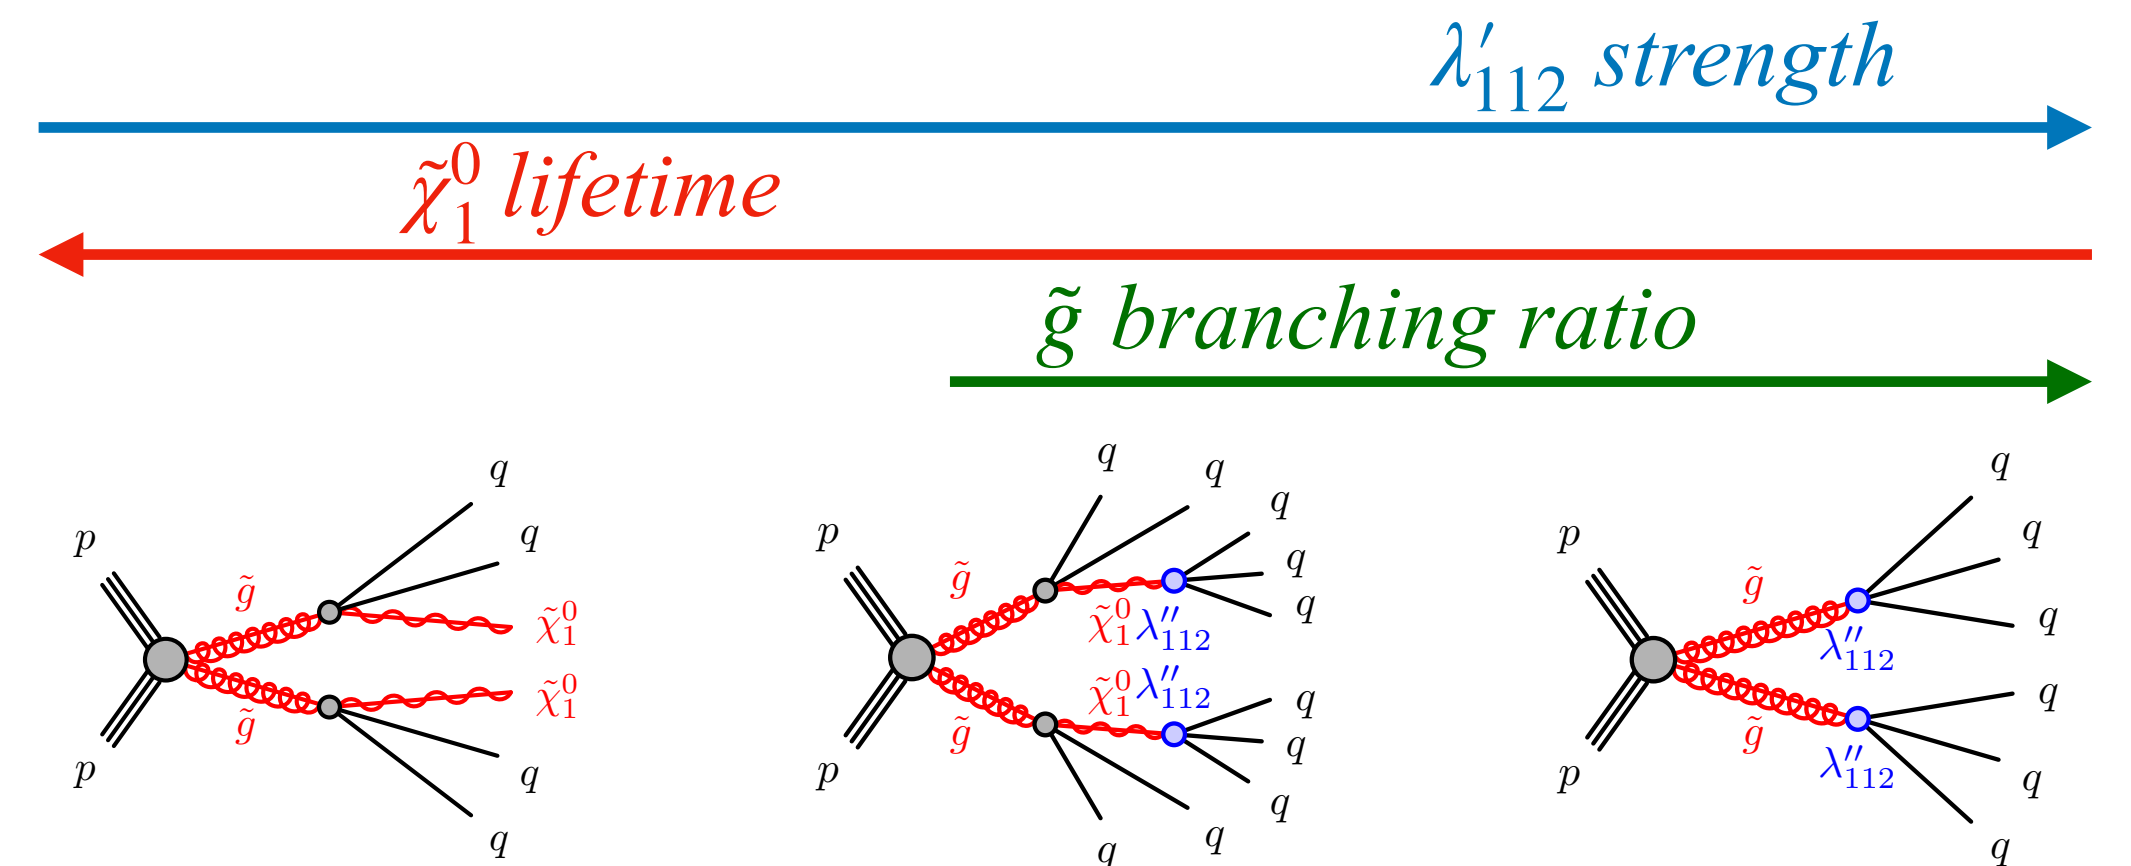 λ′₁₁₂ strength
χ̃⁰₁ lifetime
g̃ branching ratio
q
q
p
g̃
χ̃⁰₁
χ̃⁰₁
g̃
p
q
q
q
q
q
p
q
g̃
q
χ̃⁰₁ λ″₁₁₂
χ̃⁰₁ λ″₁₁₂
q
g̃
q
p
q
q
q
q
q
p
g̃
q
λ″₁₁₂
q
g̃
λ″₁₁₂
p
q
q